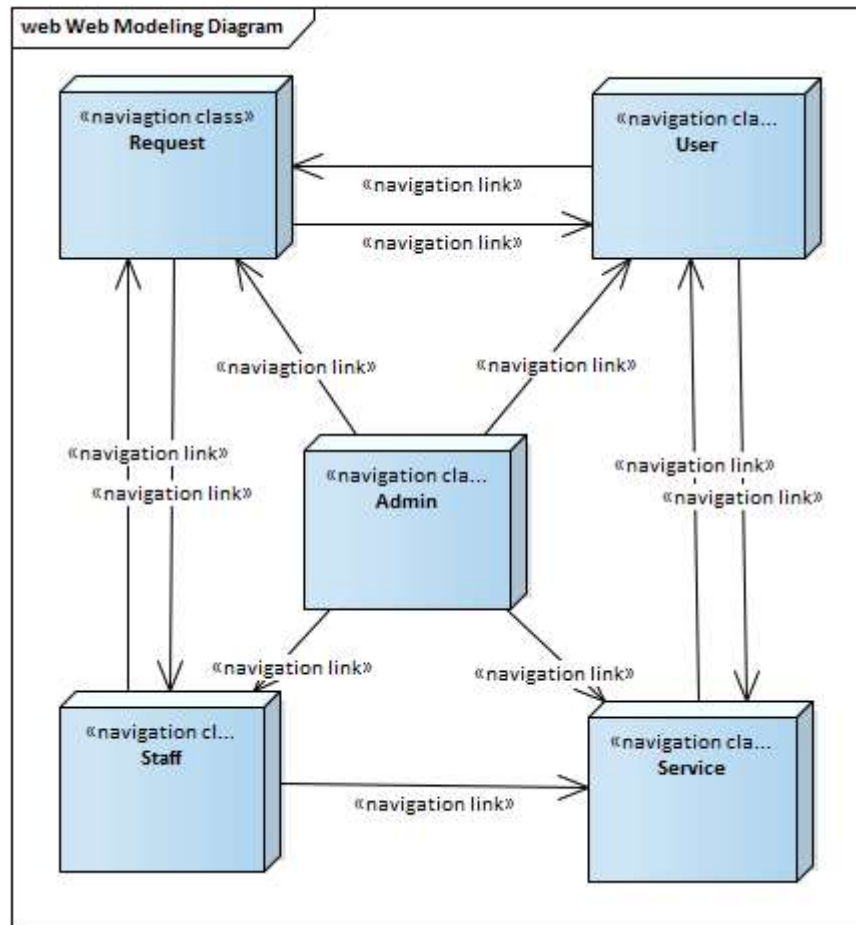 web Web Modeling Diagram
«naviagtion class»
Request
«navigation cla...
User
«navigation link»
«navigation link»
«naviagtion link»
«navigation link»
«navigation link»
«navigation link»
«navigation cla...
Admin
«navigation link»
«navigation link»
«navigation link»
«navigation link»
«navigation cl...
Staff
«navigation cla...
Service
«navigation link»